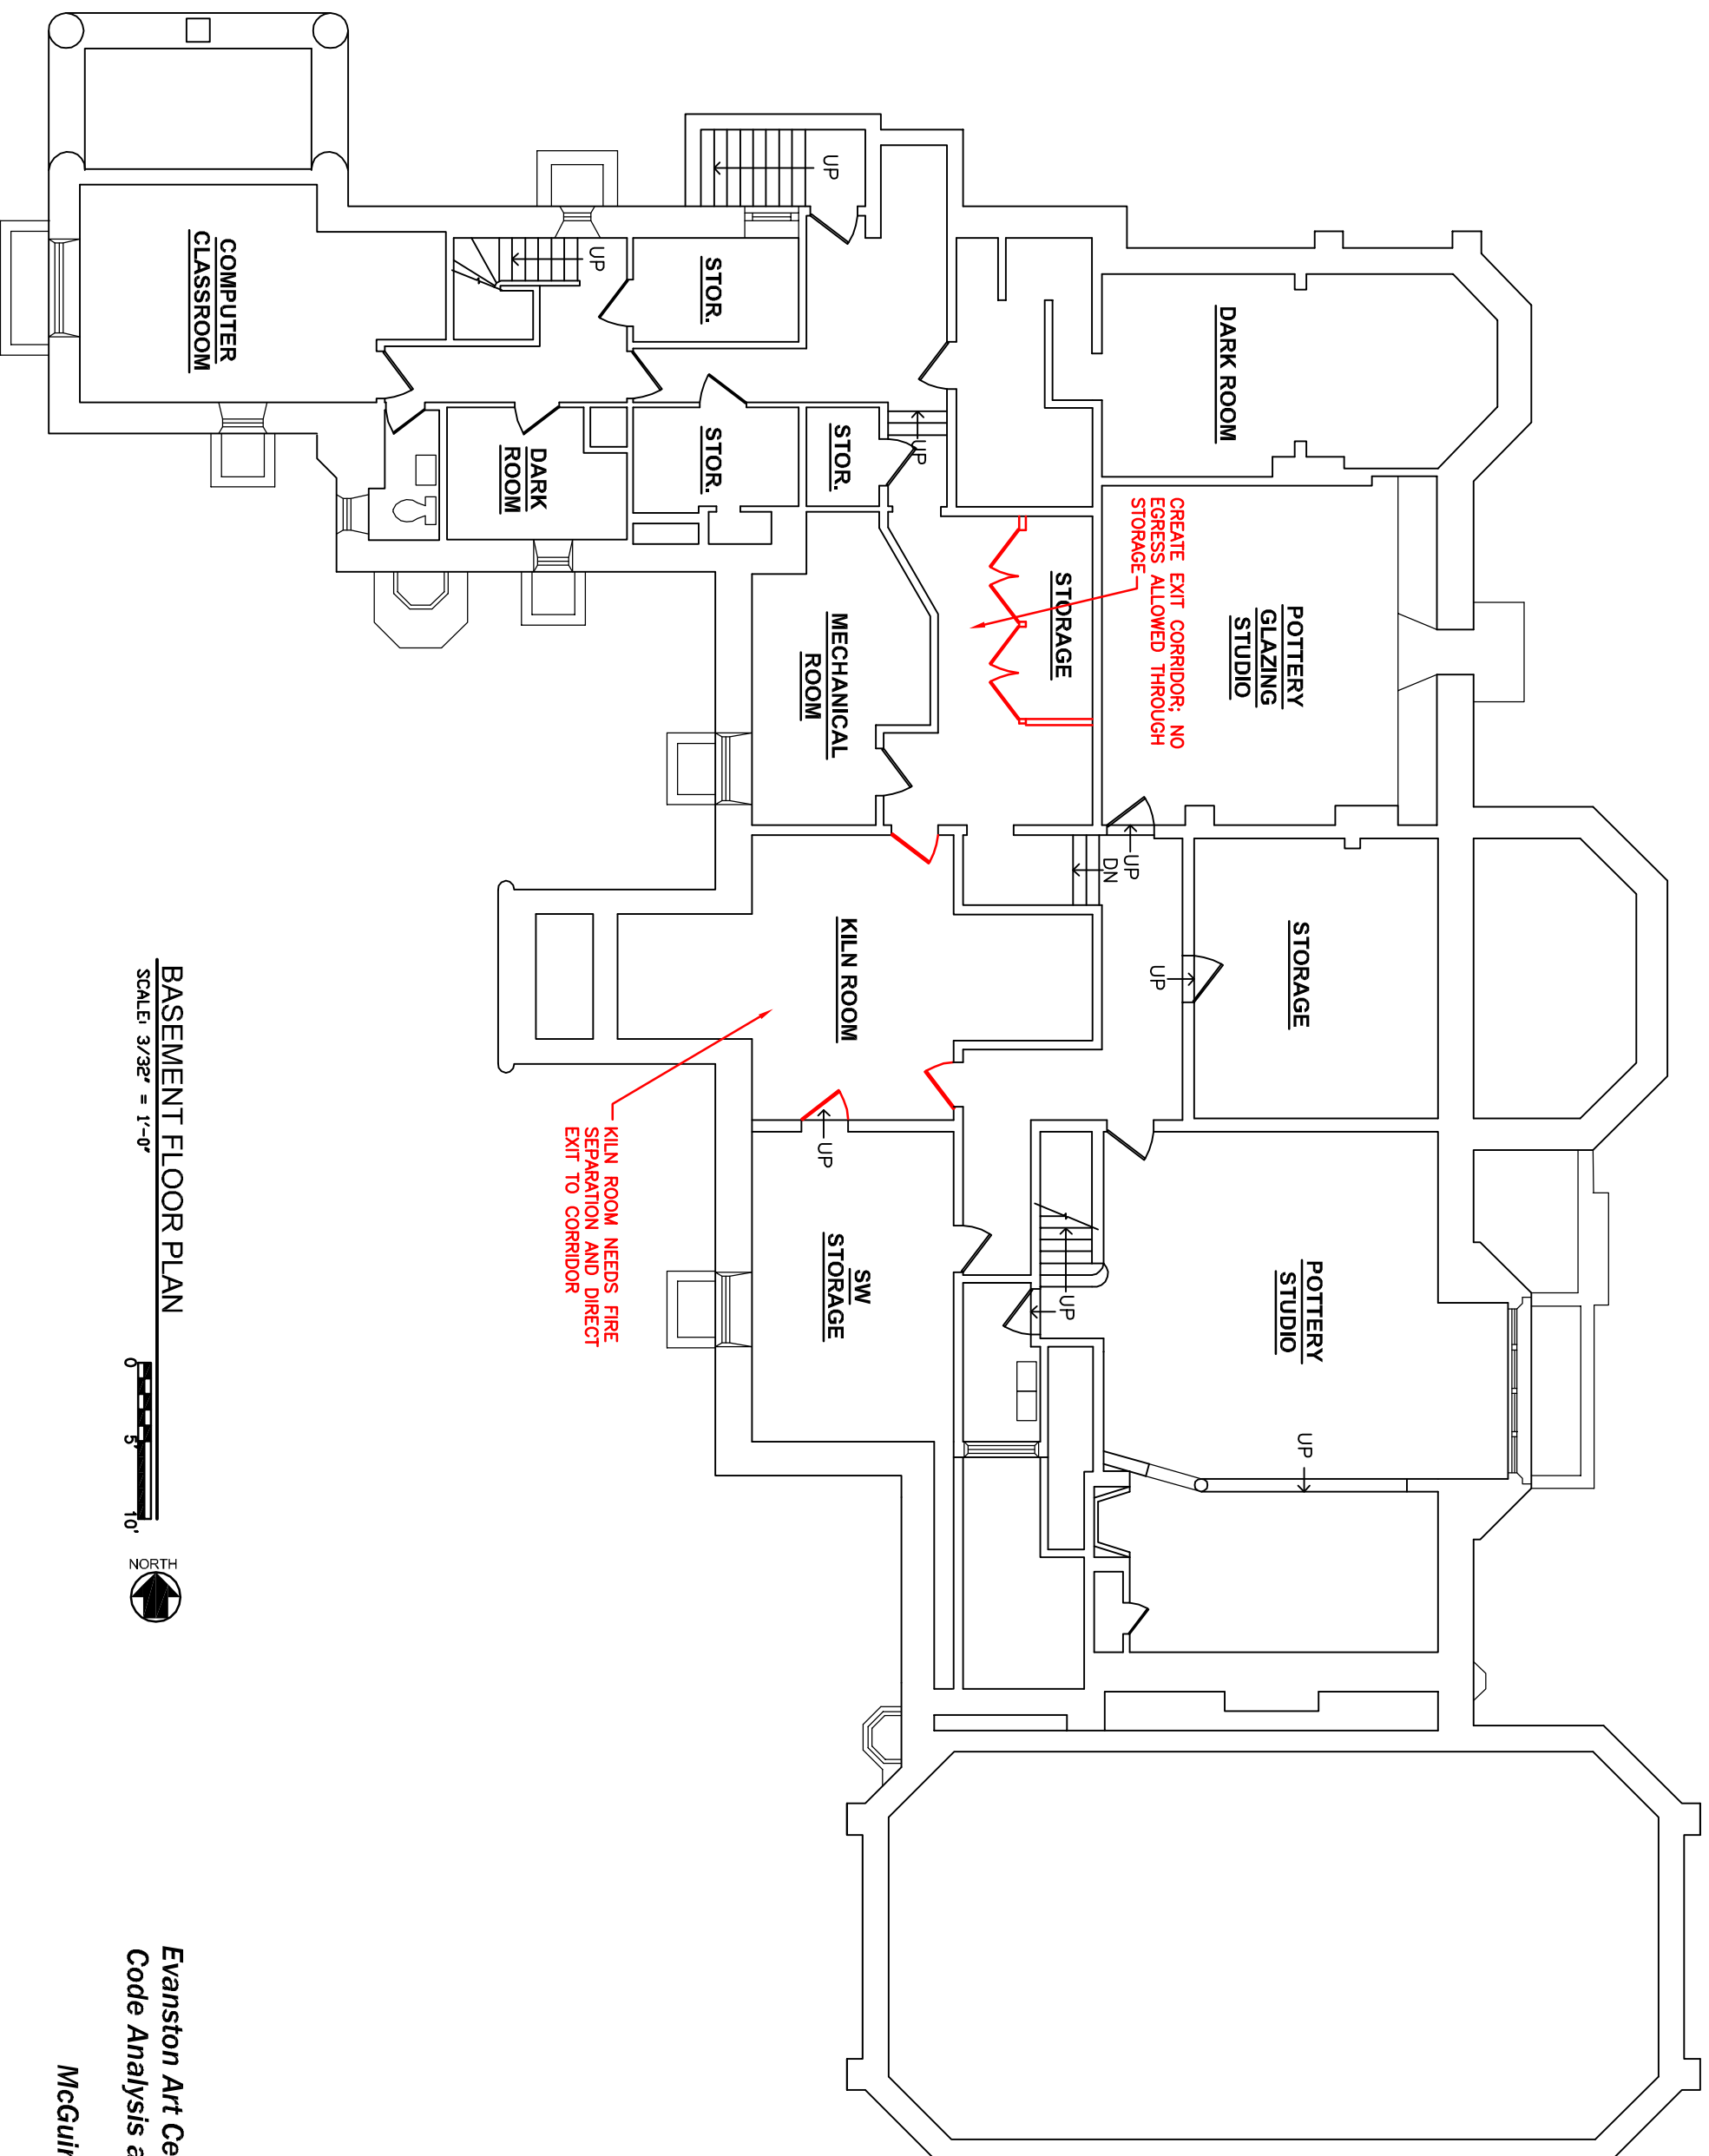 POTTERY
STUDIO
UP
POTTERY
GLAZING
STUDIO
STORAGE
DARK ROOM
CREATE EXIT CORRIDOR; NO
EGRESS ALLOWED THROUGH
STORAGE
UP
DN
UP
STORAGE
UP
UP
STOR.
MECHANICAL
ROOM
KILN ROOM
UP
UP
SW
STORAGE
STOR.
STOR.
UP
DARK
ROOM
KILN ROOM NEEDS FIRE
SEPARATION AND DIRECT
EXIT TO CORRIDOR
COMPUTER
CLASSROOM
BASEMENT FLOOR PLAN
SCALE: 3/32" = 1'-0"
0 5' 10'
NORTH
Evanston Art Ce
Code Analysis a
McGuir